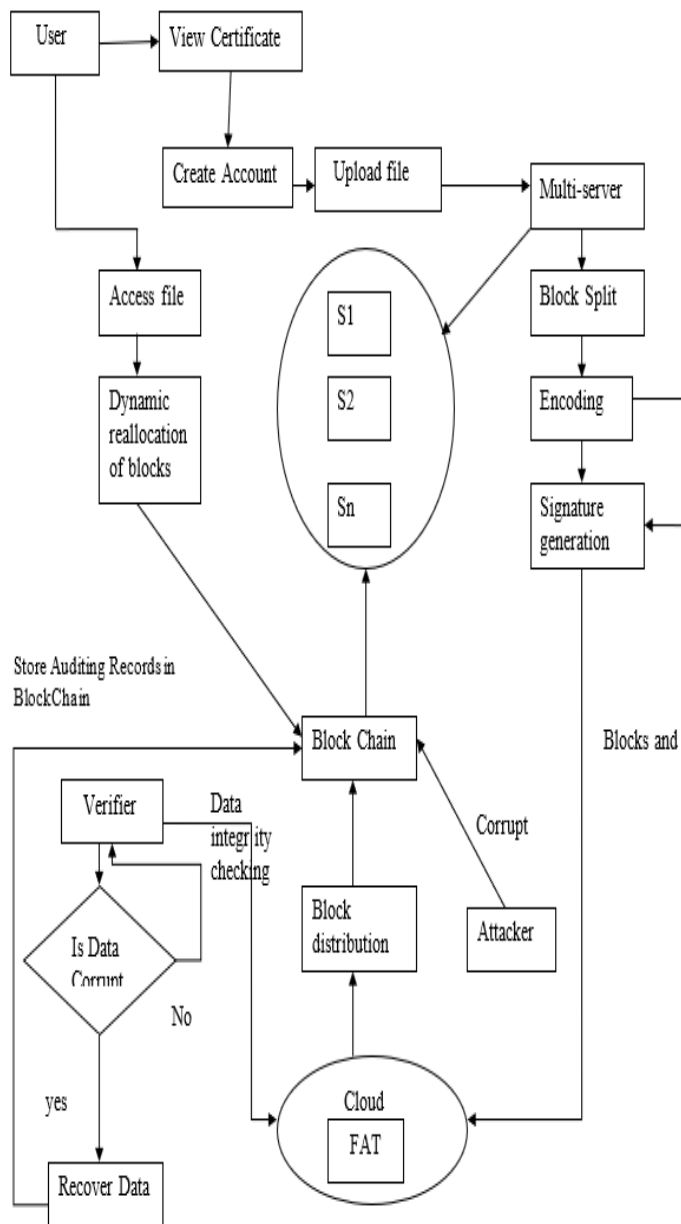 User
View Certificate
Create Account
Upload file
Multi-server
Access file
S1
Block Split
Dynamic
reallocation
of blocks
S2
Encoding
Sn
Signature
generation
Store Auditing Records in
BlockChain
Block Chain
Blocks and
Verifier
Data
integrity
checking
Corrupt
Block
distribution
Attacker
Is Data
Corrupt
No
yes
Cloud
FAT
Recover Data